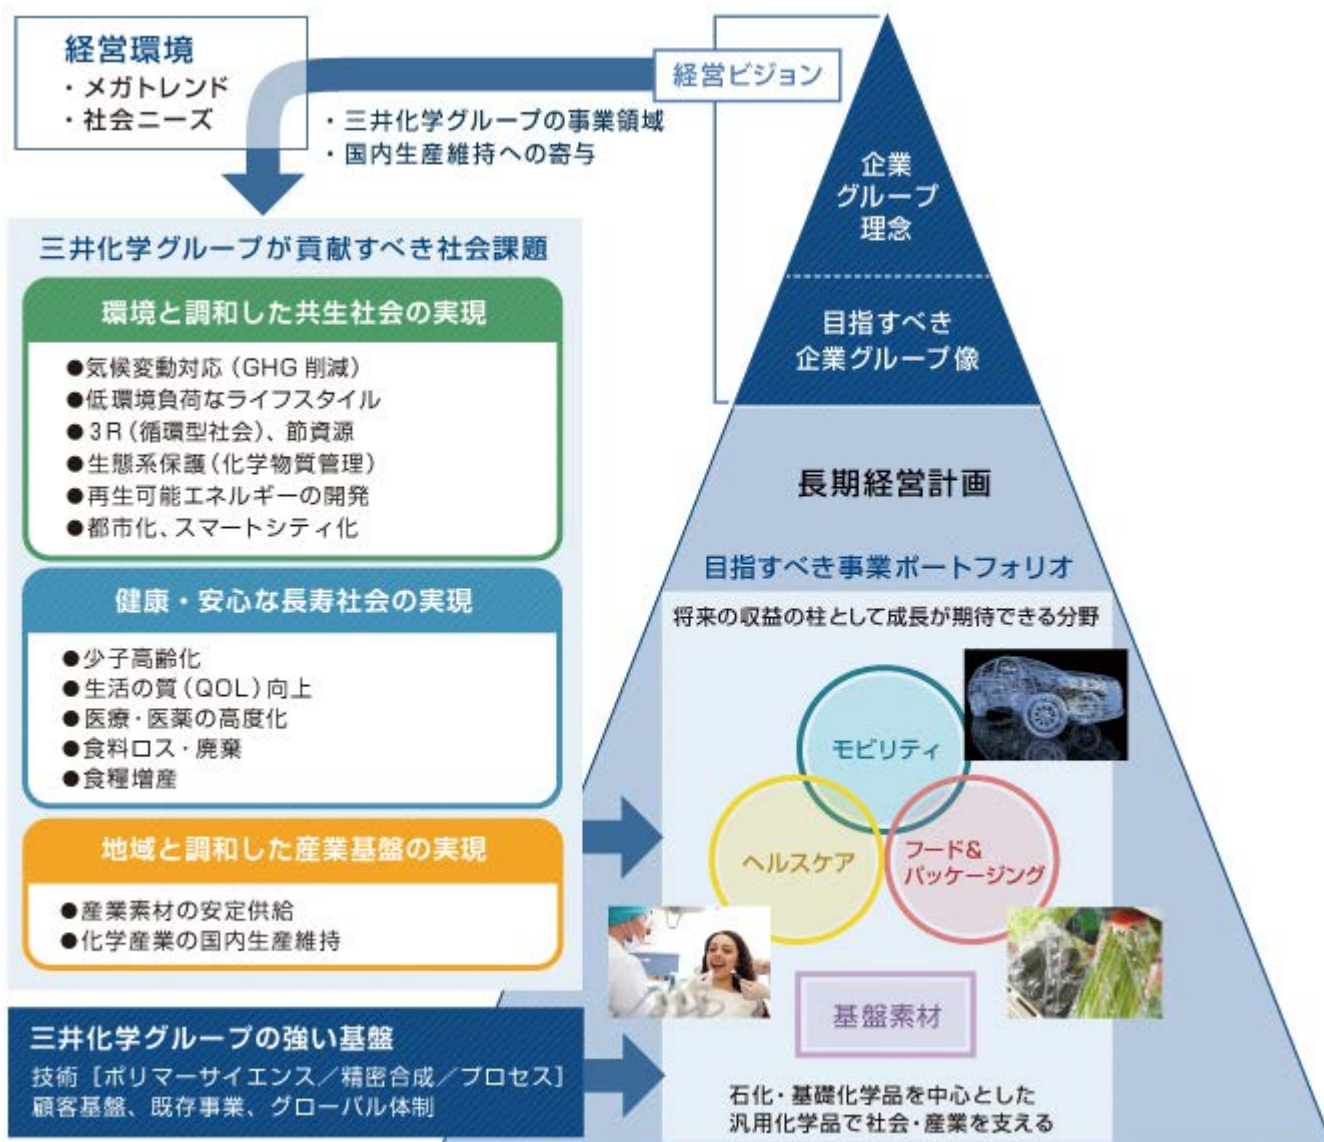 経営環境
・メガトレンド
・社会ニーズ
経営ビジョン
・三井化学グループの事業領域
・国内生産維持への寄与
企業
グループ
理念
目指すべき
企業グループ像
三井化学グループが貢献すべき社会課題
環境と調和した共生社会の実現
●気候変動対応（GHG 削減）
●低環境負荷なライフスタイル
●3R（循環型社会）、節資源
●生態系保護（化学物質管理）
●再生可能エネルギーの開発
●都市化、スマートシティ化
健康・安心な長寿社会の実現
●少子高齢化
●生活の質（QOL）向上
●医療・医薬の高度化
●食料ロス・廃棄
●食糧増産
地域と調和した産業基盤の実現
●産業素材の安定供給
●化学産業の国内生産維持
三井化学グループの強い基盤
技術［ポリマーサイエンス／精密合成／プロセス］
顧客基盤、既存事業、グローバル体制
長期経営計画
目指すべき事業ポートフォリオ
将来の収益の柱として成長が期待できる分野
モビリティ
ヘルスケア
フード&
パッケージング
基盤素材
石化・基礎化学品を中心とした
汎用化学品で社会・産業を支える